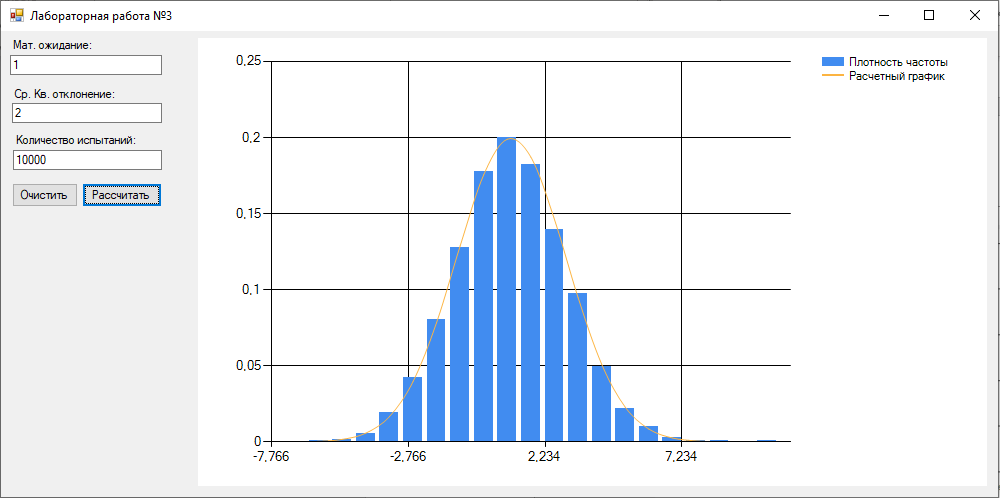 Лабораторная работа №3
Мат. ожидание:
1
Ср. Кв. отклонение:
2
Количество испытаний:
10000
Очистить Рассчитать
0,25
0,2
0,15
0,1
0,05
0
-7,766 -2,766 2,234 7,234
Плотность частоты
Расчетный график